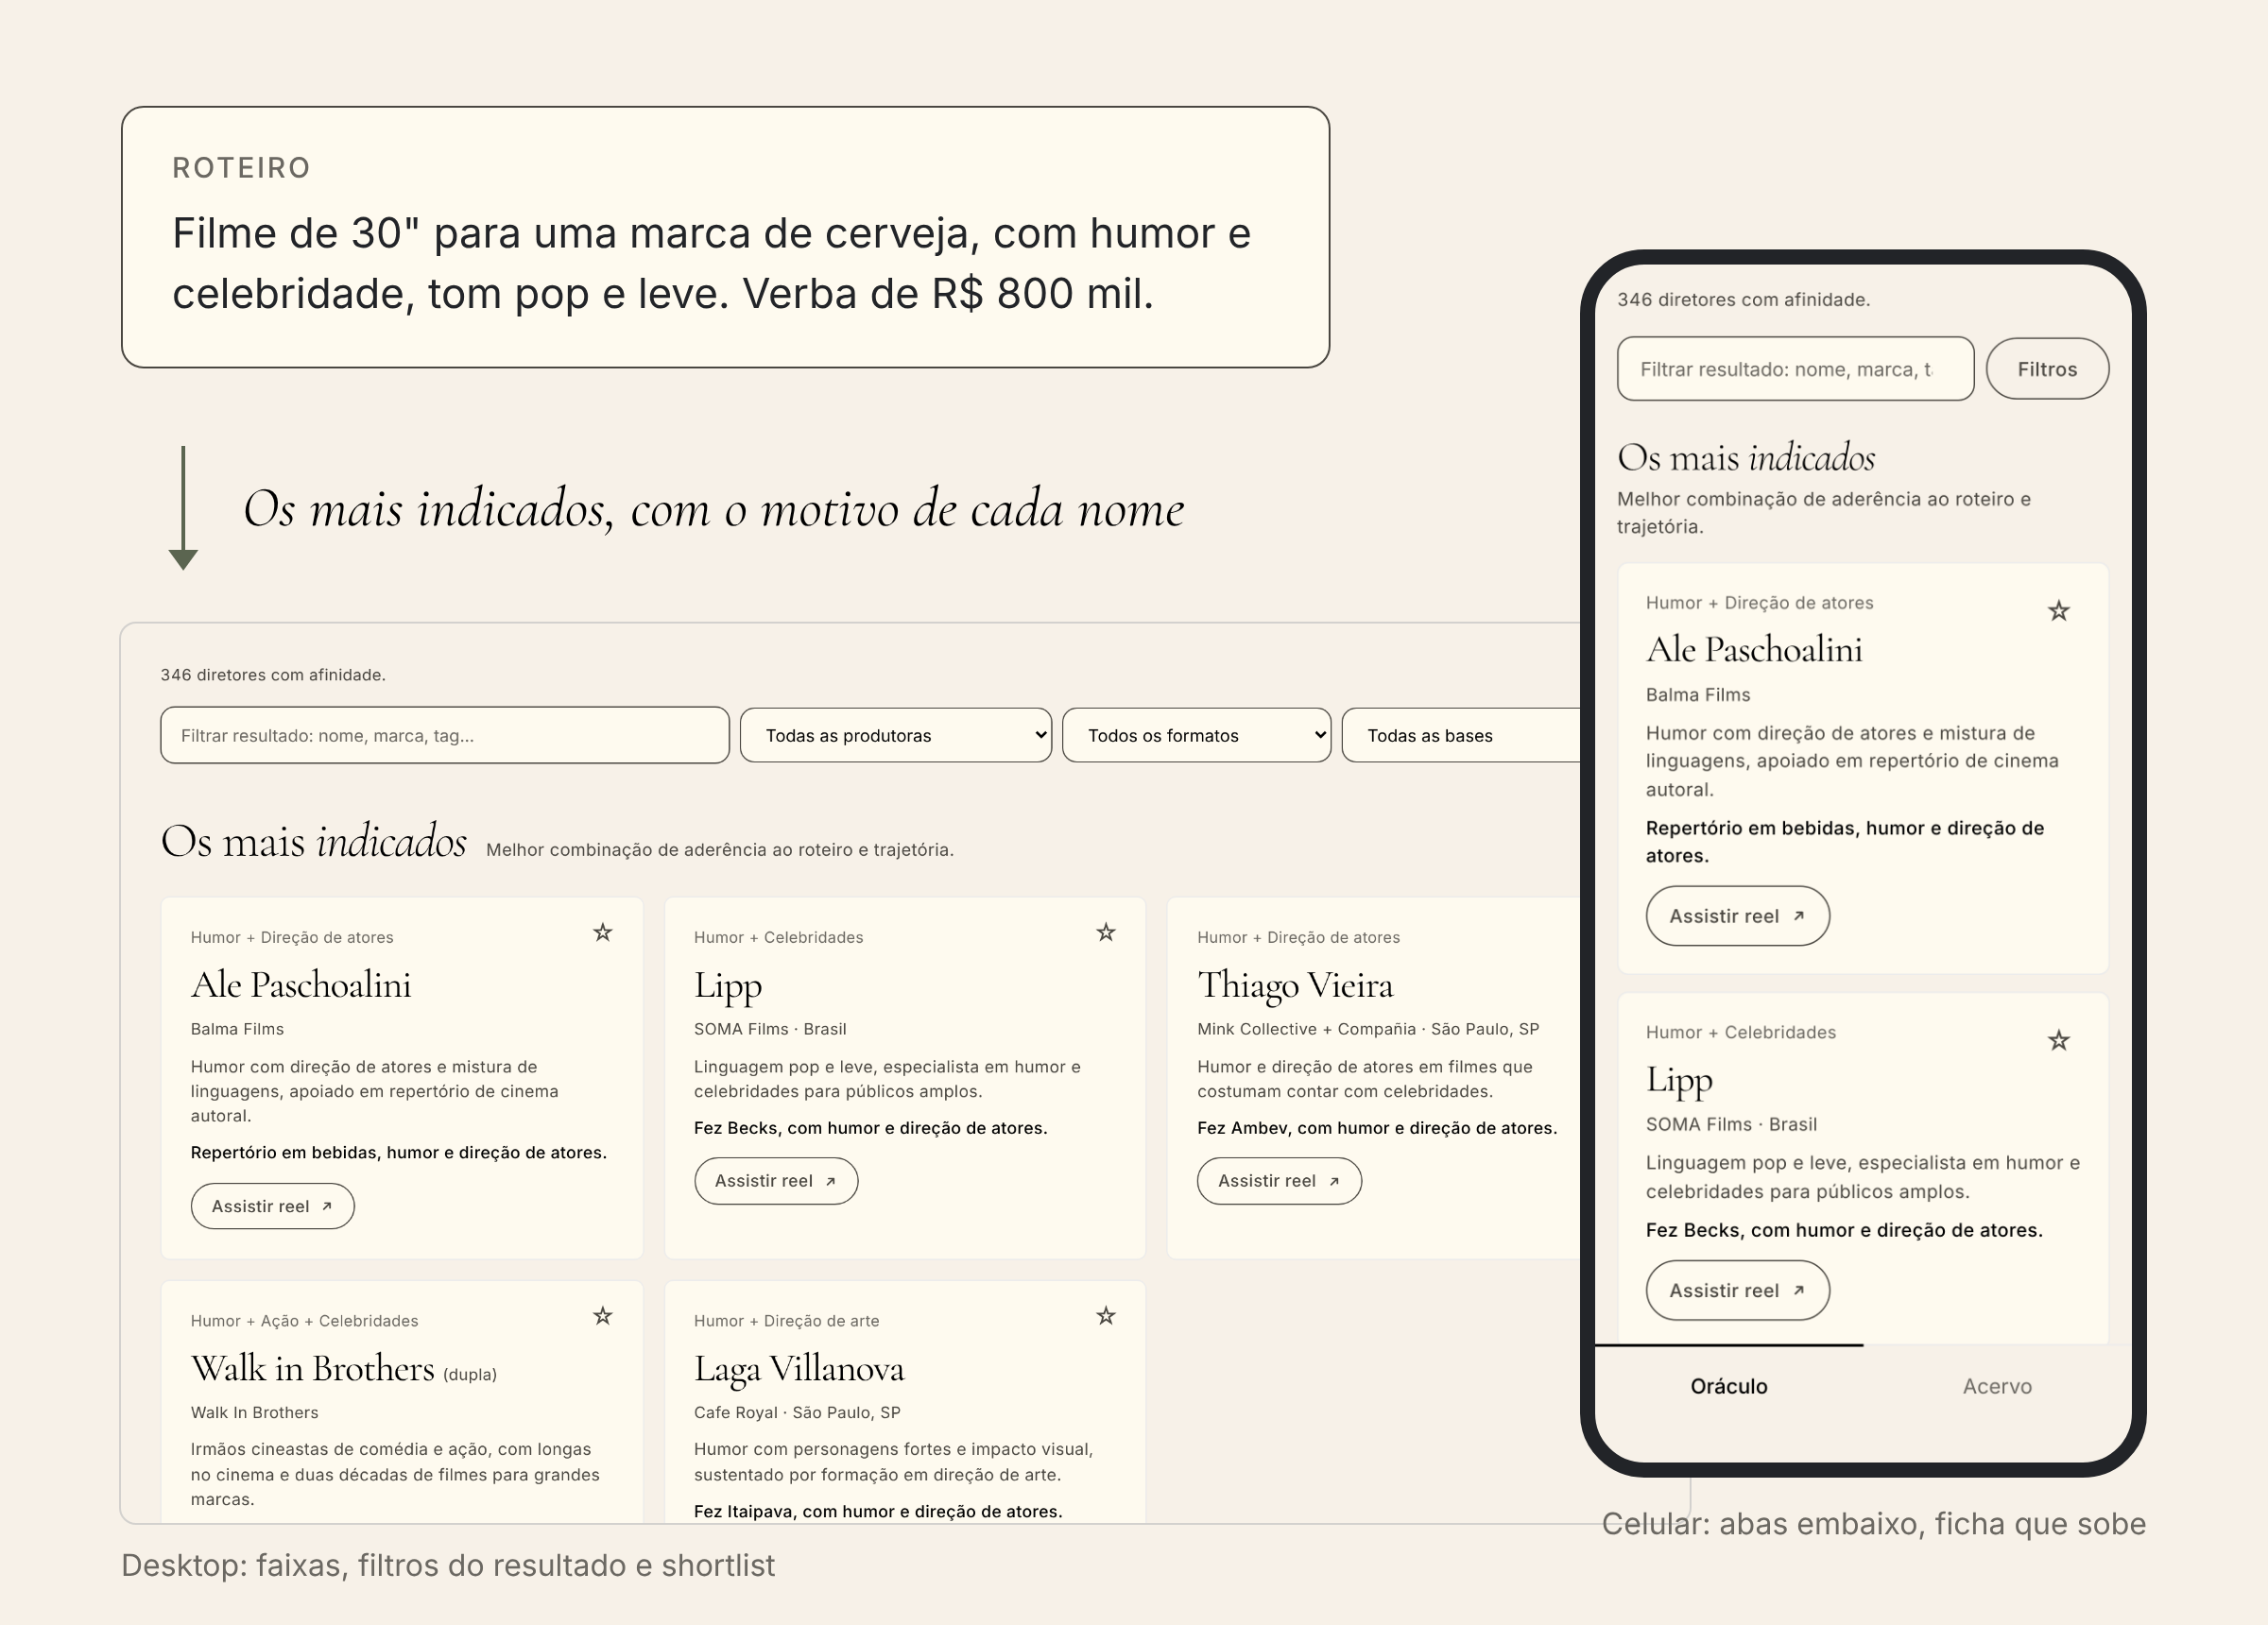 ROTEIRO
Filme de 30" para uma marca de cerveja, com humor e
celebridade, tom pop e leve. Verba de R$ 800 mil.
Os mais indicados, com o motivo de cada nome
346 diretores com afinidade.
Filtrar resultado: nome, marca, tag...
Todas as produtoras
Todos os formatos
Todas as bases
Os mais indicados
Melhor combinação de aderência ao roteiro e trajetória.
Humor + Direção de atores
Ale Paschoalini
Balma Films
Humor com direção de atores e mistura de
linguagens, apoiado em repertório de cinema
autoral.
Repertório em bebidas, humor e direção de atores.
Assistir reel
Humor + Celebridades
Lipp
SOMA Films · Brasil
Linguagem pop e leve, especialista em humor e
celebridades para públicos amplos.
Fez Becks, com humor e direção de atores.
Assistir reel
Humor + Direção de atores
Thiago Vieira
Mink Collective + Compañia · São Paulo, SP
Humor e direção de atores em filmes que
costumam contar com celebridades.
Fez Ambev, com humor e direção de atores.
Assistir reel
Humor + Ação + Celebridades
Walk in Brothers (dupla)
Walk In Brothers
Irmãos cineastas de comédia e ação, com longas
no cinema e duas décadas de filmes para grandes
marcas.
Humor + Direção de arte
Laga Villanova
Cafe Royal · São Paulo, SP
Humor com personagens fortes e impacto visual,
sustentado por formação em direção de arte.
Fez Itaipava, com humor e direção de atores.
Desktop: faixas, filtros do resultado e shortlist
346 diretores com afinidade.
Filtrar resultado: nome, marca, t
Filtros
Os mais indicados
Melhor combinação de aderência ao roteiro e
trajetória.
Humor + Direção de atores
Ale Paschoalini
Balma Films
Humor com direção de atores e mistura de
linguagens, apoiado em repertório de cinema
autoral.
Repertório em bebidas, humor e direção de
atores.
Assistir reel
Humor + Celebridades
Lipp
SOMA Films · Brasil
Linguagem pop e leve, especialista em humor e
celebridades para públicos amplos.
Fez Becks, com humor e direção de atores.
Assistir reel
Oráculo
Acervo
Celular: abas embaixo, ficha que sobe